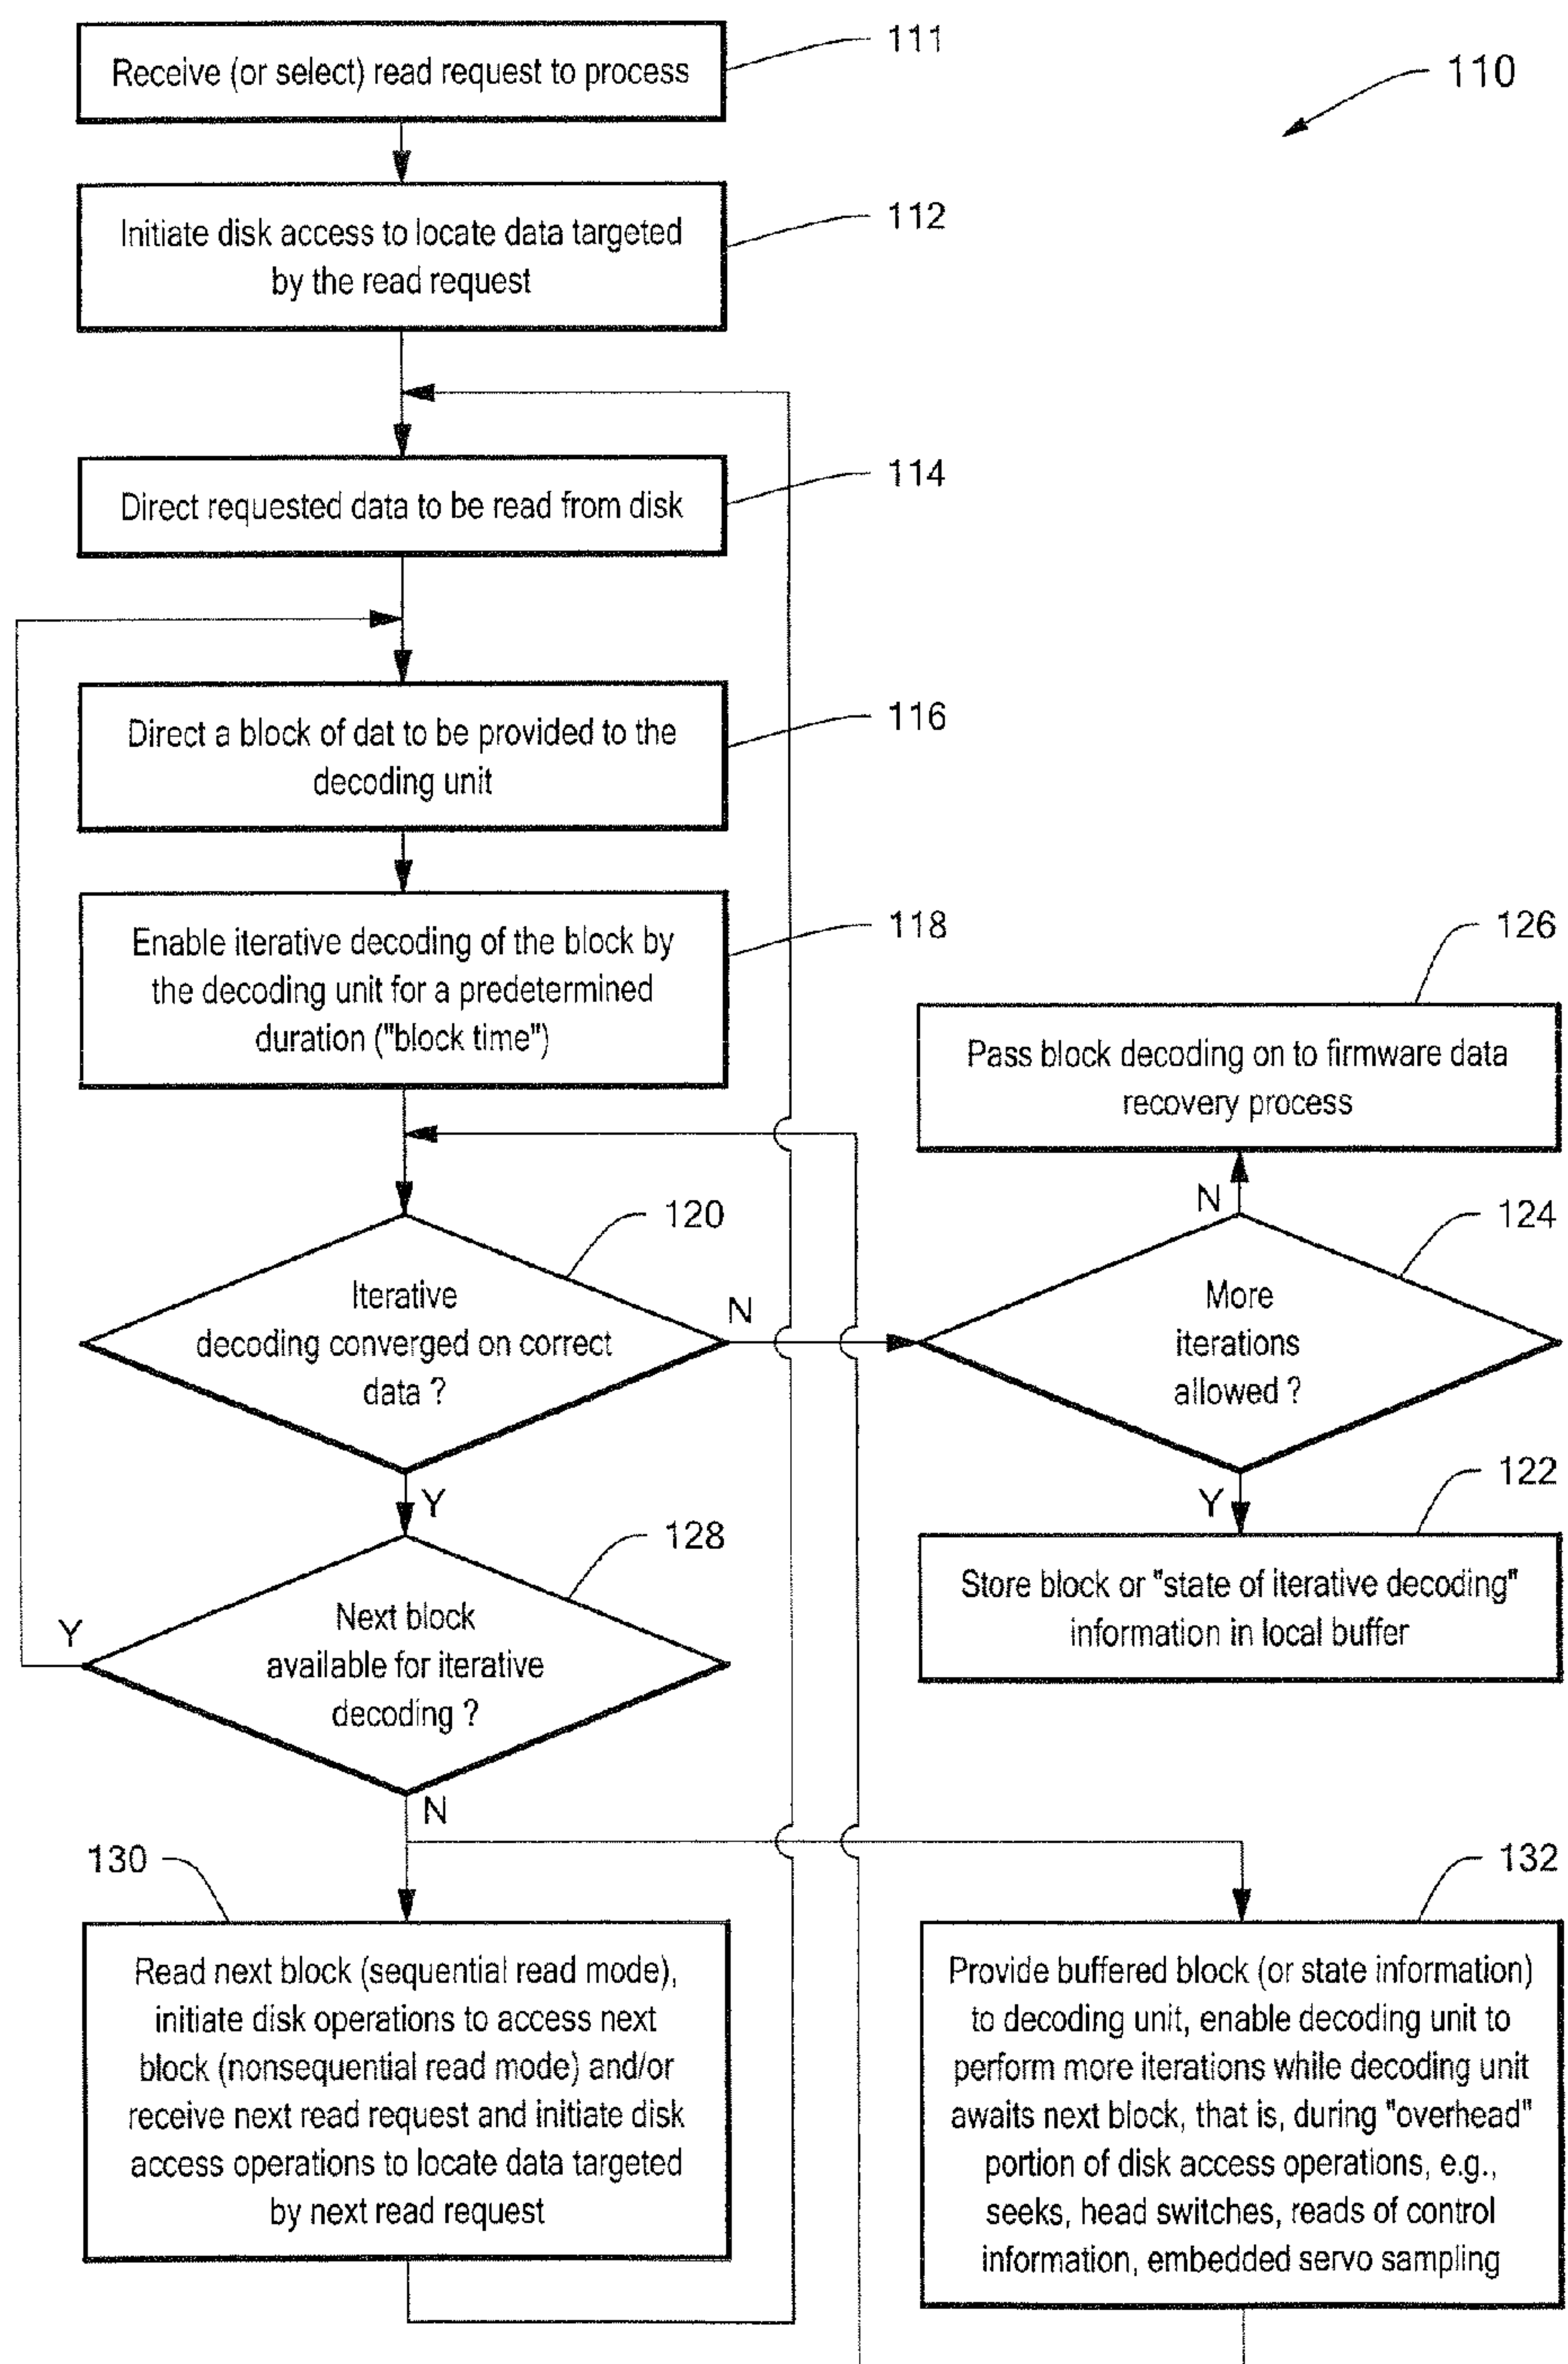 111
Receive (or select) read request to process
110
112
Initiate disk access to locate data targeted
by the read request
114
Direct requested data to be read from disk
116
Direct a block of dat to be provided to the
decoding unit
118
Enable iterative decoding of the block by
the decoding unit for a predetermined
duration ("block time")
126
Pass block decoding on to firmware data
recovery process
N
120
124
Iterative
decoding converged on correct
data ?
N
More
iterations
allowed ?
Y
Y
122
Store block or "state of iterative decoding"
information in local buffer
128
Y
Next block
available for iterative
decoding ?
N
130
132
Read next block (sequential read mode),
initiate disk operations to access next
block (nonsequential read mode) and/or
receive next read request and initiate disk
access operations to locate data targeted
by next read request
Provide buffered block (or state information)
to decoding unit, enable decoding unit to
perform more iterations while decoding unit
awaits next block, that is, during "overhead"
portion of disk access operations, e.g.,
seeks, head switches, reads of control
information, embedded servo sampling